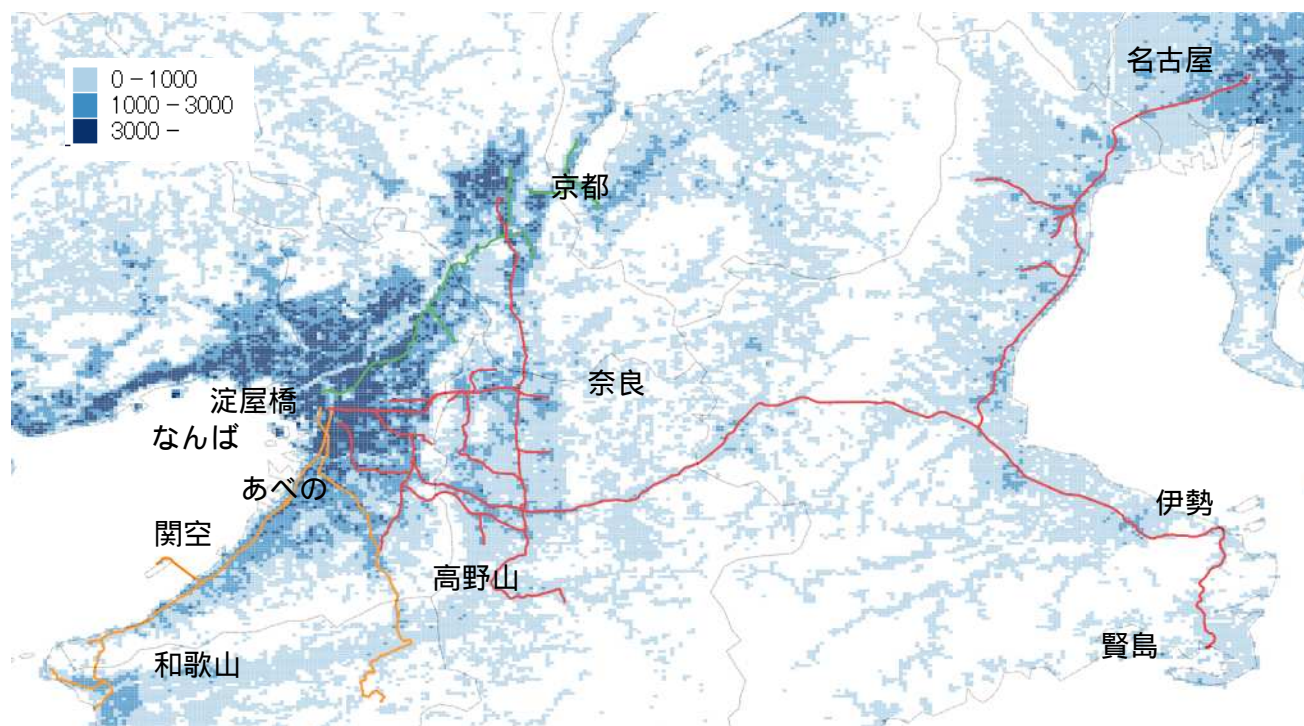 0-1000
1000-3000
3000-
名古屋
京都
奈良
淀屋橋
なんば
あべの
関空
伊勢
高野山
和歌山
賢島